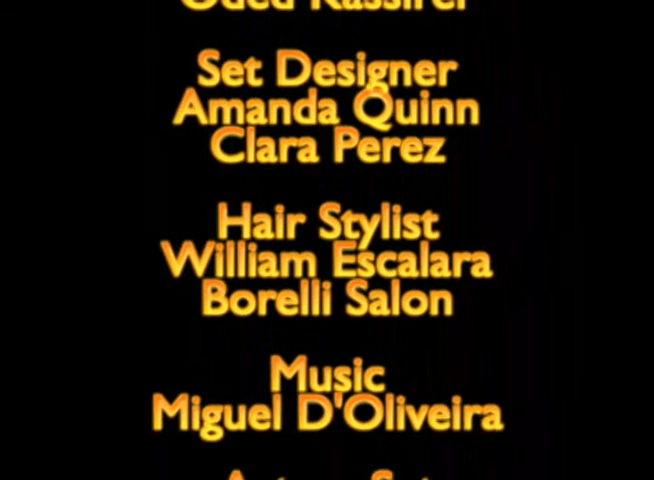 Set Designer
Amanda Quinn
Clara Perez
Hair Stylist
William Escalara
Borelli Salon
Music
Miguel D'Oliveira